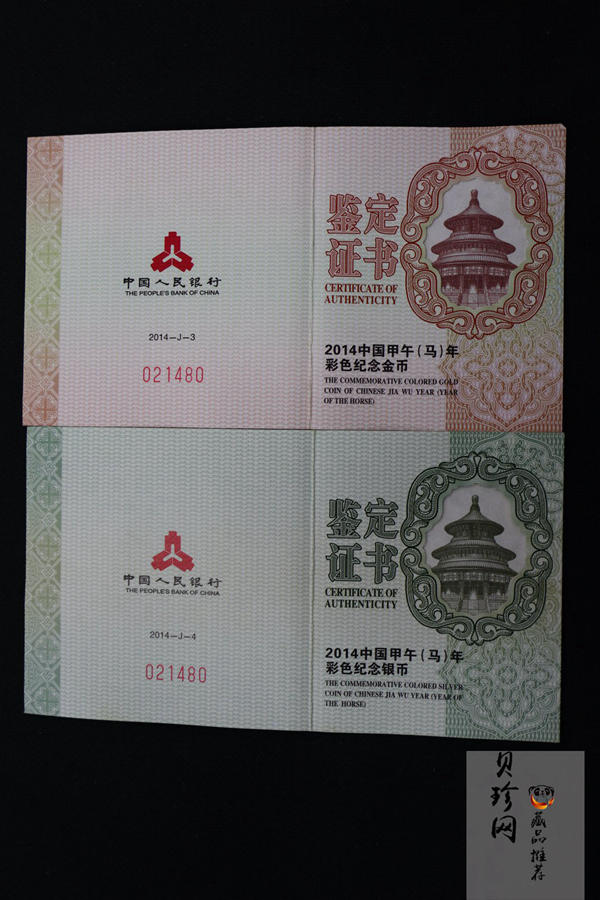 中国人民银行
THE PEOPLE'S BANK OF CHINA
2014—J—3
021480
鉴定
证书
CERTIFICATE OF
AUTHENTICITY
2014中国甲午(马)年
彩色纪念金币
THE COMMEMORATIVE COLORED GOLD
COIN OF CHINESE JIA WU YEAR (YEAR
OF THE HORSE)
中国人民银行
THE PEOPLE'S BANK OF CHINA
2014—J—4
021480
鉴定
证书
CERTIFICATE OF
AUTHENTICITY
2014中国甲午(马)年
彩色纪念银币
THE COMMEMORATIVE COLORED SILVER
COIN OF CHINESE JIA WU YEAR (YEAR OF
THE HORSE)
贝珍网
藏品推荐